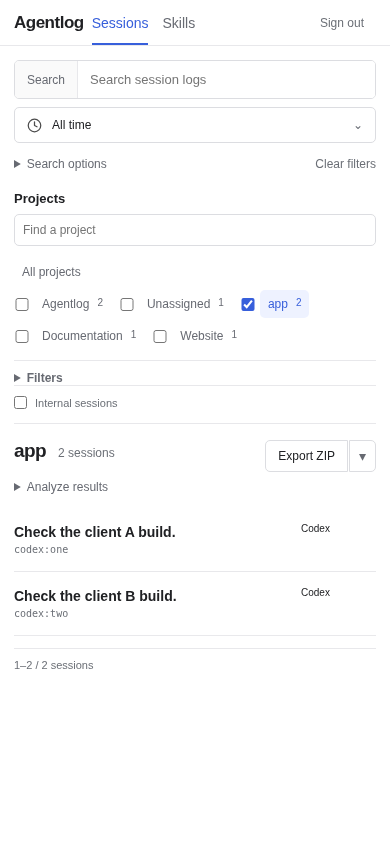 Agentlog Sessions Skills Sign out
Search Search session logs
All time
Search options Clear filters
Projects
Find a project
All projects
Agentlog 2 Unassigned 1 app 2
Documentation 1 Website 1
Filters
Internal sessions
app 2 sessions Export ZIP
Analyze results
Check the client A build. Codex
codex:one
Check the client B build. Codex
codex:two
1–2 / 2 sessions